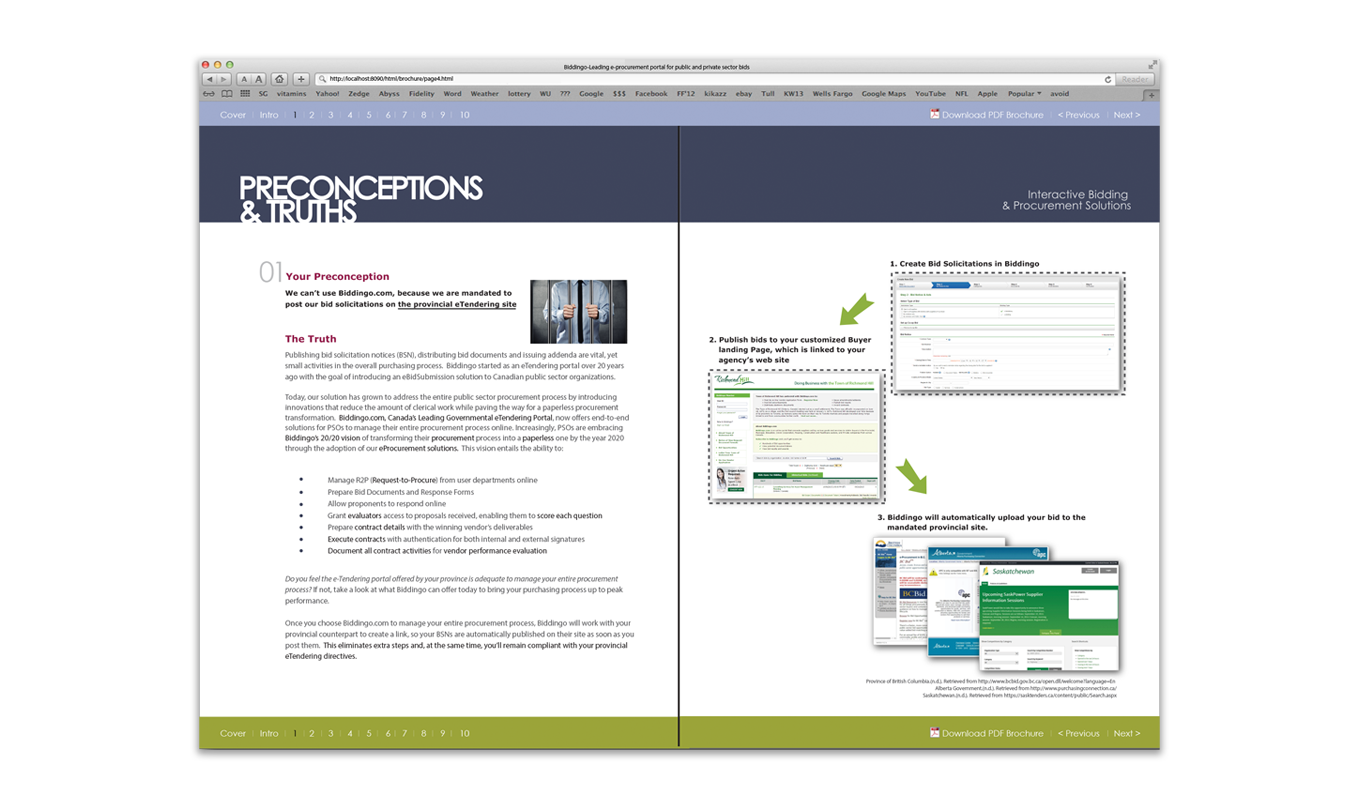 Biddingo-Leading e-procurement portal for public and private sector bids
A A + http://localhost:8090/html/brochure/page4.html Reader
SG vitamins Yahoo! Zedge Abyss Fidelity Word Weather lottery WU ??? Google $$$ Facebook FF'12 kikazz ebay Tull KW13 Wells Fargo Google Maps YouTube NFL Apple Popular avoid +
Cover | Intro | 1 | 2 | 3 | 4 | 5 | 6 | 7 | 8 | 9 | 10
Download PDF Brochure | < Previous | Next >
PRECONCEPTIONS
& TRUTHS
Interactive Bidding
& Procurement Solutions
01 Your Preconception
We can't use Biddingo.com, because we are mandated to
post our bid solicitations on the provincial eTendering site
The Truth
Publishing bid solicitation notices (BSN), distributing bid documents and issuing addenda are vital, yet
small activities in the overall purchasing process. Biddingo started as an eTendering portal over 20 years
ago with the goal of introducing an eBidSubmission solution to Canadian public sector organizations.
Today, our solution has grown to address the entire public sector procurement process by introducing
innovations that reduce the amount of clerical work while paving the way for a paperless procurement
transformation. Biddingo.com, Canada's Leading Governmental eTendering Portal, now offers end-to-end
solutions for PSOs to manage their entire procurement process online. Increasingly, PSOs are embracing
Biddingo's 20/20 vision of transforming their procurement process into a paperless one by the year 2020
through the adoption of our eProcurement solutions. This vision entails the ability to:
• Manage R2P (Request-to-Procure) from user departments online
• Prepare Bid Documents and Response Forms
• Allow proponents to respond online
• Grant evaluators access to proposals received, enabling them to score each question
• Prepare contract details with the winning vendor's deliverables
• Execute contracts with authentication for both internal and external signatures
• Document all contract activities for vendor performance evaluation
Do you feel the e-Tendering portal offered by your province is adequate to manage your entire procurement
process? If not, take a look at what Biddingo can offer today to bring your purchasing process up to peak
performance.
Once you choose Biddingo.com to manage your entire procurement process, Biddingo will work with your
provincial counterpart to create a link, so your BSNs are automatically published on their site as soon as you
post them. This eliminates extra steps and, at the same time, you'll remain compliant with your provincial
eTendering directives.
1. Create Bid Solicitations in Biddingo
2. Publish bids to your customized Buyer
landing Page, which is linked to your
agency's web site
Richmond Hill
Doing Business with the Town of Richmond Hill
3. Biddingo will automatically upload your bid to the
mandated provincial site.
BC Bid
BCBid
Alberta
apc
apc
Saskatchewan
Upcoming SaskPower Supplier
Information Sessions
Province of British Columbia.(n.d.). Retrieved from http://www.bcbid.gov.bc.ca/open.dll/welcome?language=En
Alberta Government.(n.d.). Retrieved from http://www.purchasingconnection.ca/
Saskatchewan.(n.d.). Retrieved from https://sasktenders.ca/content/public/Search.aspx
Cover | Intro | 1 | 2 | 3 | 4 | 5 | 6 | 7 | 8 | 9 | 10
Download PDF Brochure | < Previous | Next >